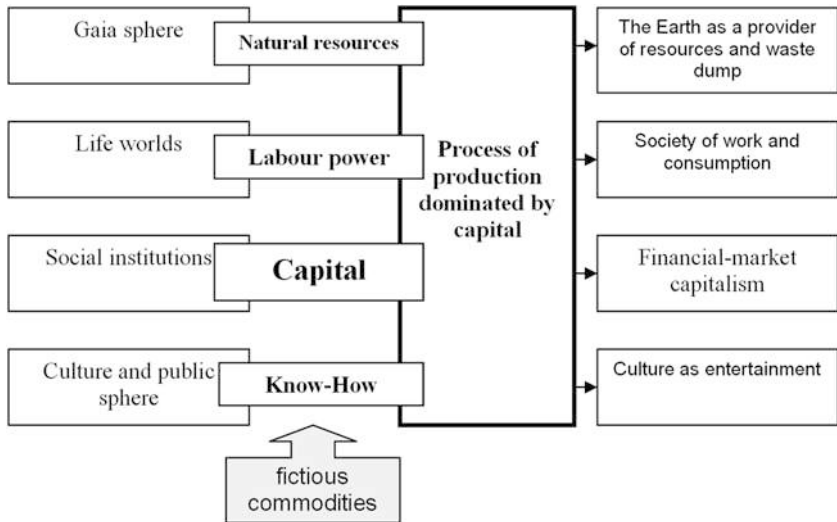 Gaia sphere
Natural resources
The Earth as a provider
of resources and waste
dump
Life worlds
Labour power
Process of
production
dominated by
capital
Society of work and
consumption
Social institutions
Capital
Financial-market
capitalism
Culture and public
sphere
Know-How
Culture as entertainment
fictious
commodities